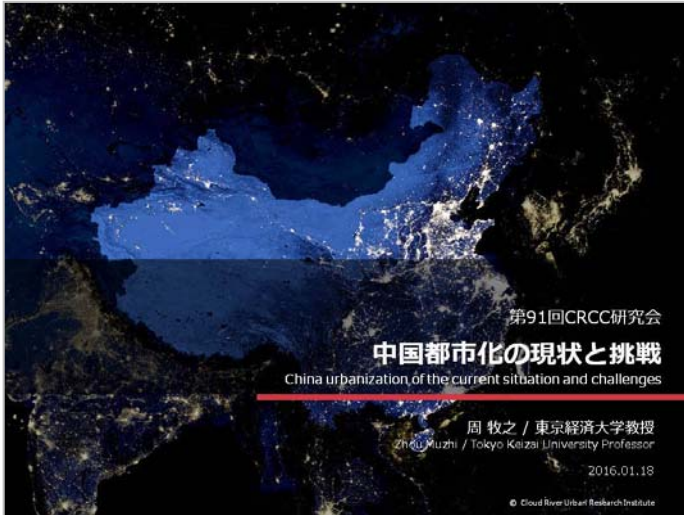 第91回CRCC研究会
中国都市化の現状と挑戦
China urbanization of the current situation and challenges
周 牧之 / 東京経済大学教授
Zhou Muzhi / Tokyo Keizai University Professor
2016.01.18
© Cloud River Urban Research Institute